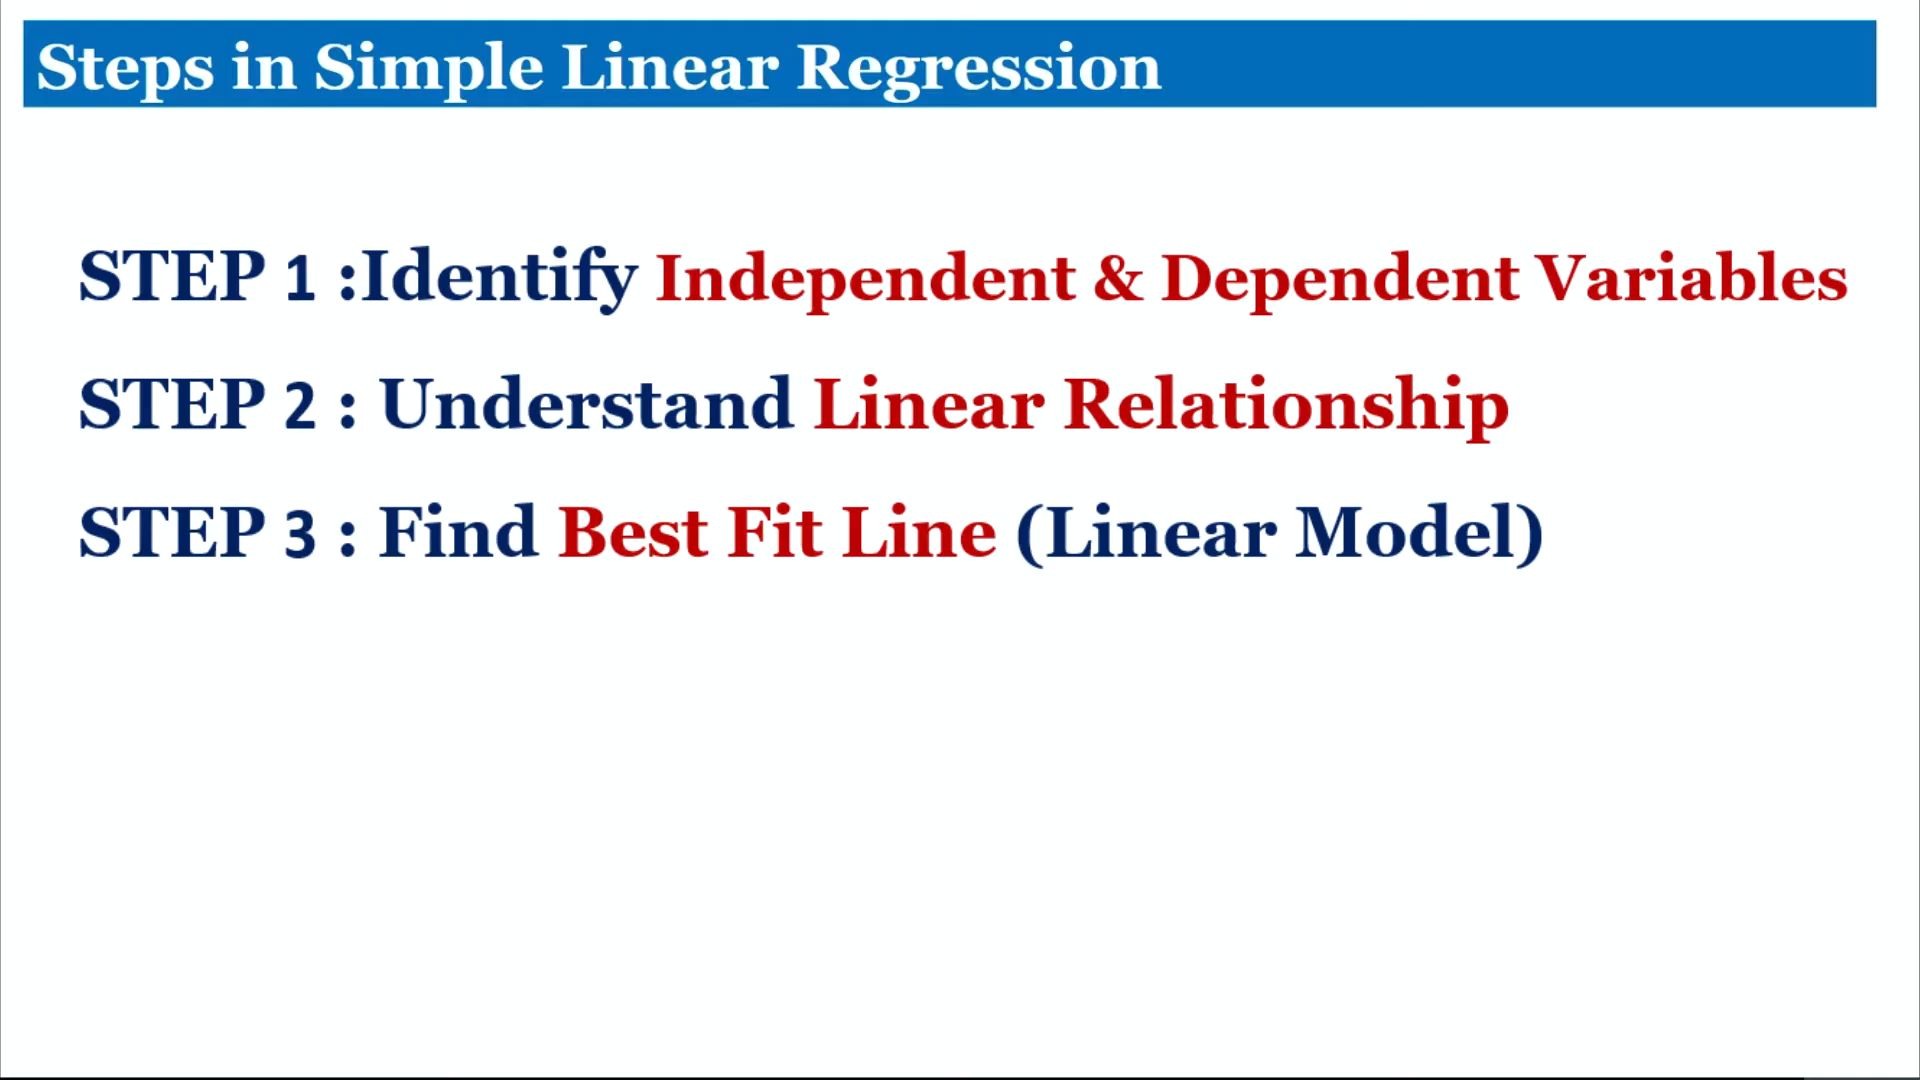 Steps in Simple Linear Regression
STEP 1 :Identify Independent & Dependent Variables
STEP 2 : Understand Linear Relationship
STEP 3 : Find Best Fit Line (Linear Model)